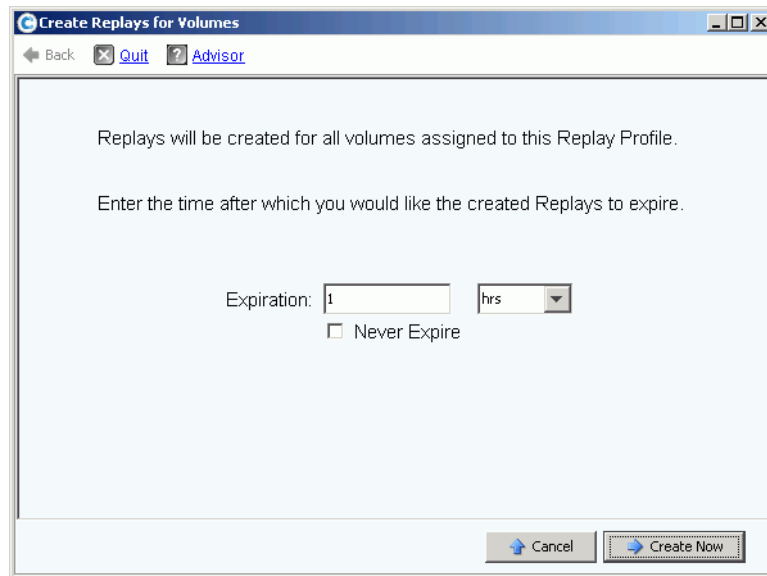 Create Replays for Volumes
Back Quit ? Advisor
Replays will be created for all volumes assigned to this Replay Profile.
Enter the time after which you would like the created Replays to expire.
Expiration: 1 hrs
Never Expire
Cancel Create Now